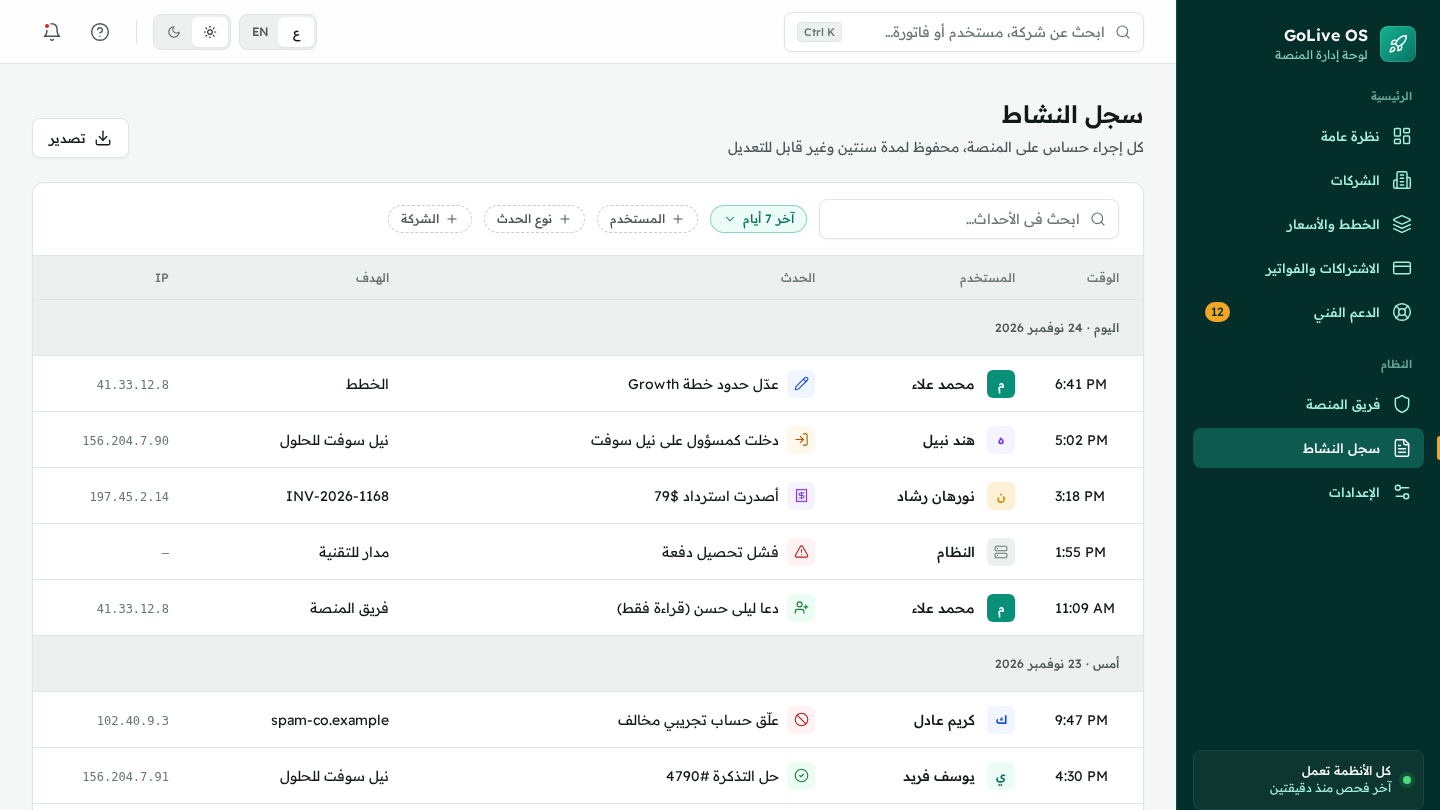 GoLive OS
لوحة إدارة المنصة
الرئيسية
نظرة عامة
الشركات
الخطط والأسعار
الاشتراكات والفواتير
الدعم الفني
12
النظام
فريق المنصة
سجل النشاط
الإعدادات
كل الأنظمة تعمل
آخر فحص منذ دقيقتين
ابحث عن شركة، مستخدم أو فاتورة...
Ctrl K
ع
EN
سجل النشاط
كل إجراء حساس على المنصة، محفوظ لمدة سنتين وغير قابل للتعديل
تصدير
ابحث في الأحداث...
آخر 7 أيام
المستخدم
نوع الحدث
الشركة
الوقت المستخدم الحدث الهدف IP
اليوم · 24 نوفمبر 2026
6:41 PM م محمد علاء عدّل حدود خطة Growth الخطط 41.33.12.8
5:02 PM ه هند نبيل دخلت كمسؤول على نيل سوفت نيل سوفت للحلول 156.204.7.90
3:18 PM ن نورهان رشاد أصدرت استرداد $79 INV-2026-1168 197.45.2.14
1:55 PM النظام فشل تحصيل دفعة مدار للتقنية —
11:09 AM م محمد علاء دعا ليلى حسن (قراءة فقط) فريق المنصة 41.33.12.8
أمس · 23 نوفمبر 2026
9:47 PM ك كريم عادل علّق حساب تجريبي مخالف spam-co.example 102.40.9.3
4:30 PM ي يوسف فريد حل التذكرة #4790 نيل سوفت للحلول 156.204.7.91